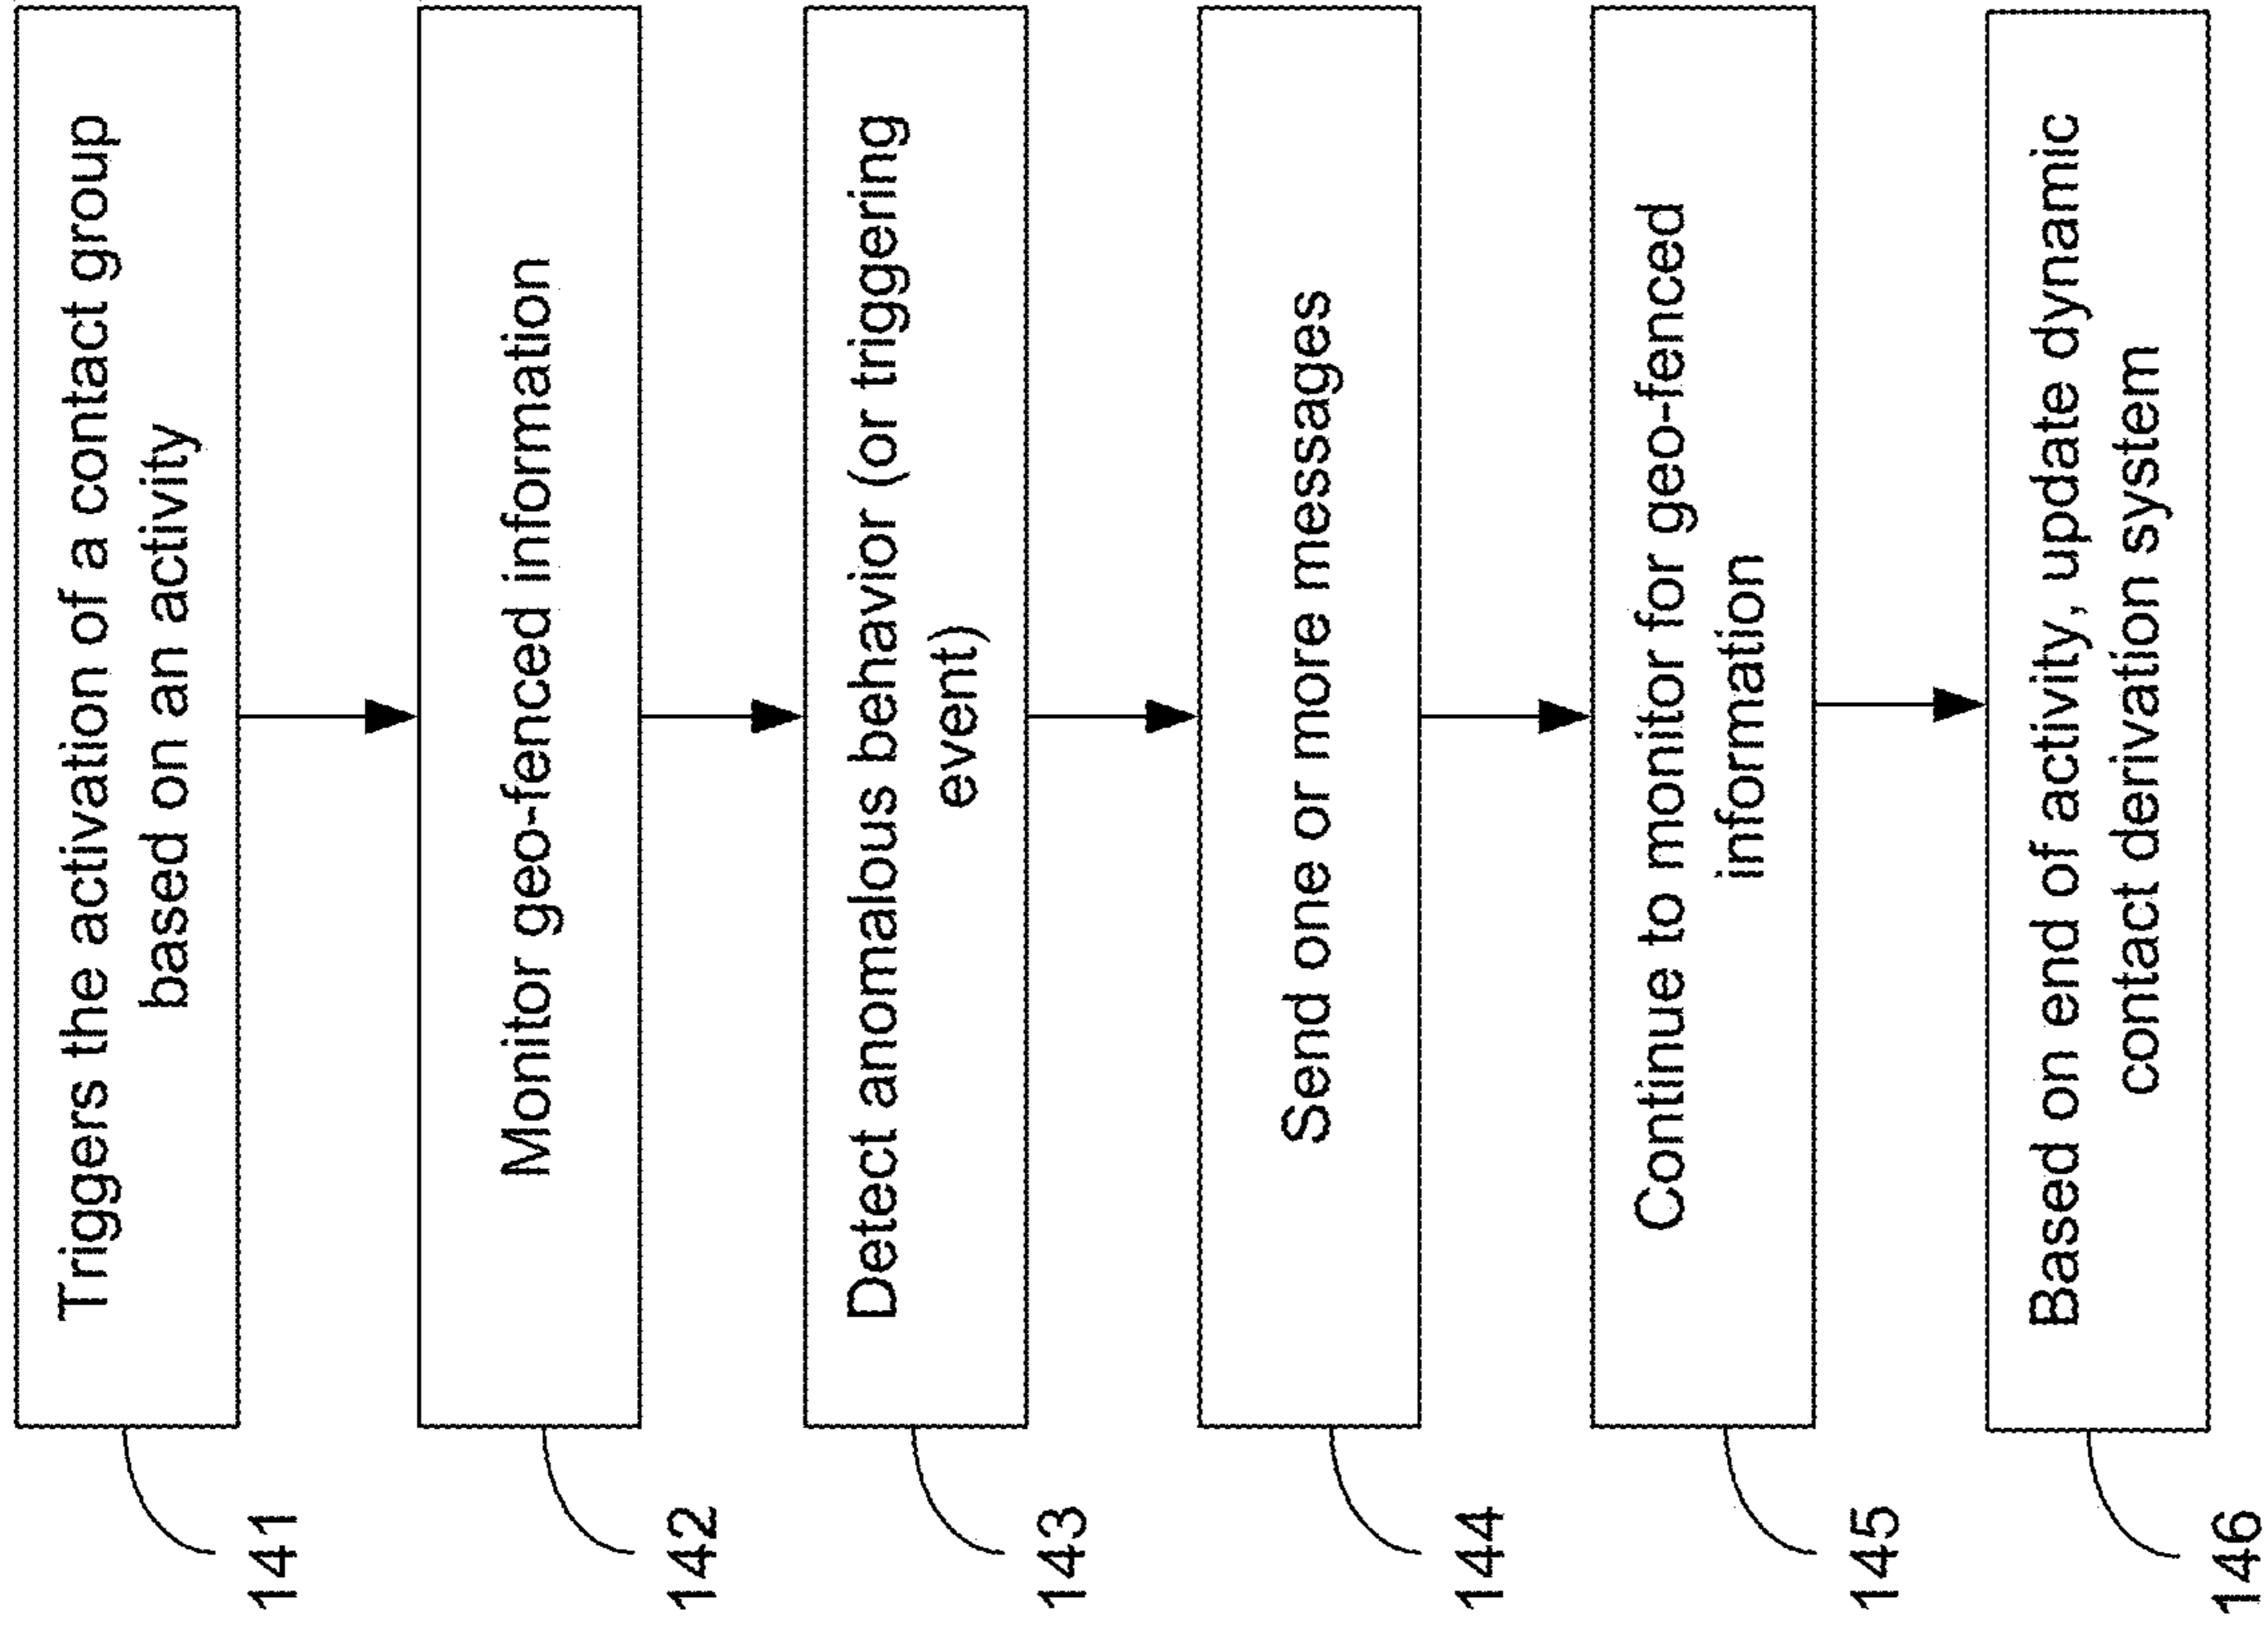 Triggers the activation of a contact group
based on an activity
141
Monitor geo-fenced information
142
Detect anomalous behavior (or triggering
event)
143
Send one or more messages
144
Continue to monitor for geo-fenced
information
145
Based on end of activity, update dynamic
contact derivation system
146